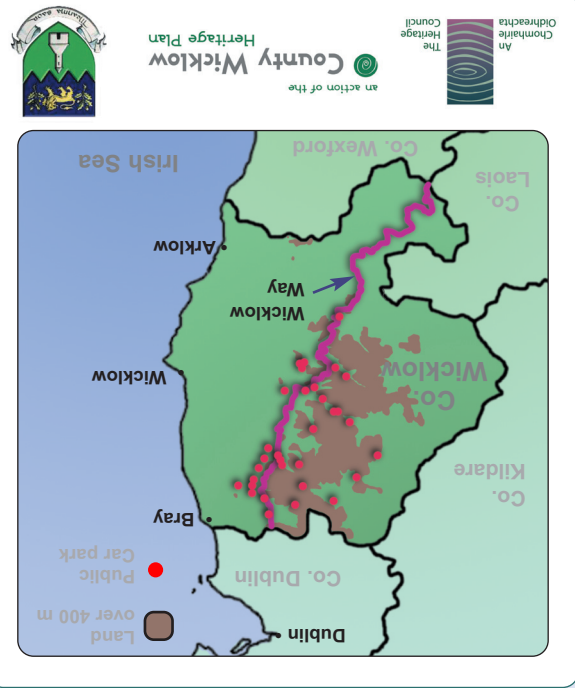 Dublin
Land
over 400 m
Co. Dublin
Public
Car park
Bray
Co.
Kildare
Co.
Wicklow
Wicklow
Wicklow
Way
Arklow
Co.
Laois
Co. Wexford
Irish Sea
An
Chomhairle
Oidhreachta
The
Heritage
Council
an action of the
County Wicklow
Heritage Plan
Meanma Saor